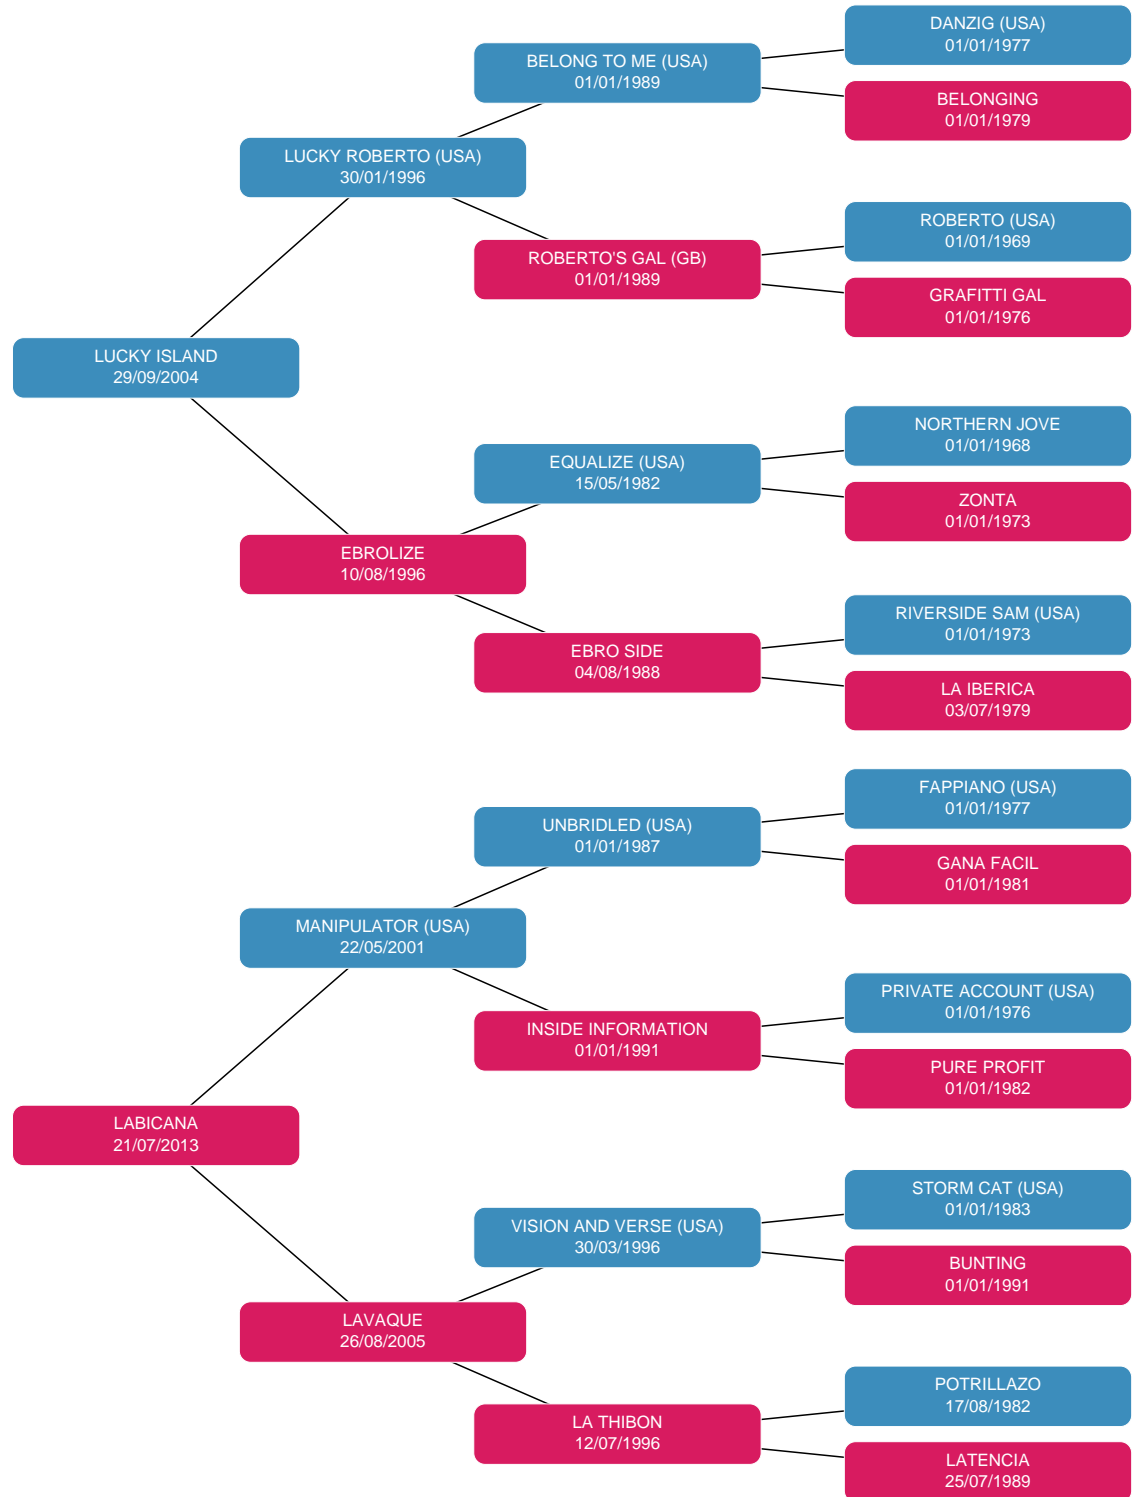 DANZIG (USA)
01/01/1977
BELONG TO ME (USA)
01/01/1989
BELONGING
01/01/1979
LUCKY ROBERTO (USA)
30/01/1996
ROBERTO (USA)
01/01/1969
ROBERTO'S GAL (GB)
01/01/1989
GRAFITTI GAL
01/01/1976
LUCKY ISLAND
29/09/2004
NORTHERN JOVE
01/01/1968
EQUALIZE (USA)
15/05/1982
ZONTA
01/01/1973
EBROLIZE
10/08/1996
RIVERSIDE SAM (USA)
01/01/1973
EBRO SIDE
04/08/1988
LA IBERICA
03/07/1979
FAPPIANO (USA)
01/01/1977
UNBRIDLED (USA)
01/01/1987
GANA FACIL
01/01/1981
MANIPULATOR (USA)
22/05/2001
PRIVATE ACCOUNT (USA)
01/01/1976
INSIDE INFORMATION
01/01/1991
PURE PROFIT
01/01/1982
LABICANA
21/07/2013
STORM CAT (USA)
01/01/1983
VISION AND VERSE (USA)
30/03/1996
BUNTING
01/01/1991
LAVAQUE
26/08/2005
POTRILLAZO
17/08/1982
LA THIBON
12/07/1996
LATENCIA
25/07/1989